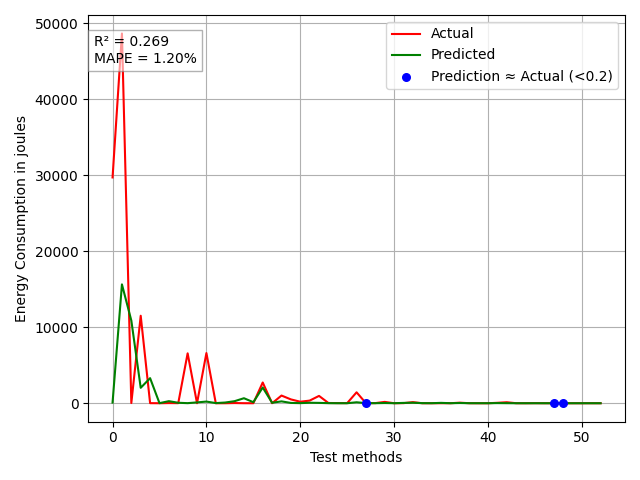 R² = 0.269
MAPE = 1.20%
Actual
Predicted
Prediction ≈ Actual (<0.2)
50000
40000
30000
20000
10000
0
Energy Consumption in joules
0 10 20 30 40 50
Test methods